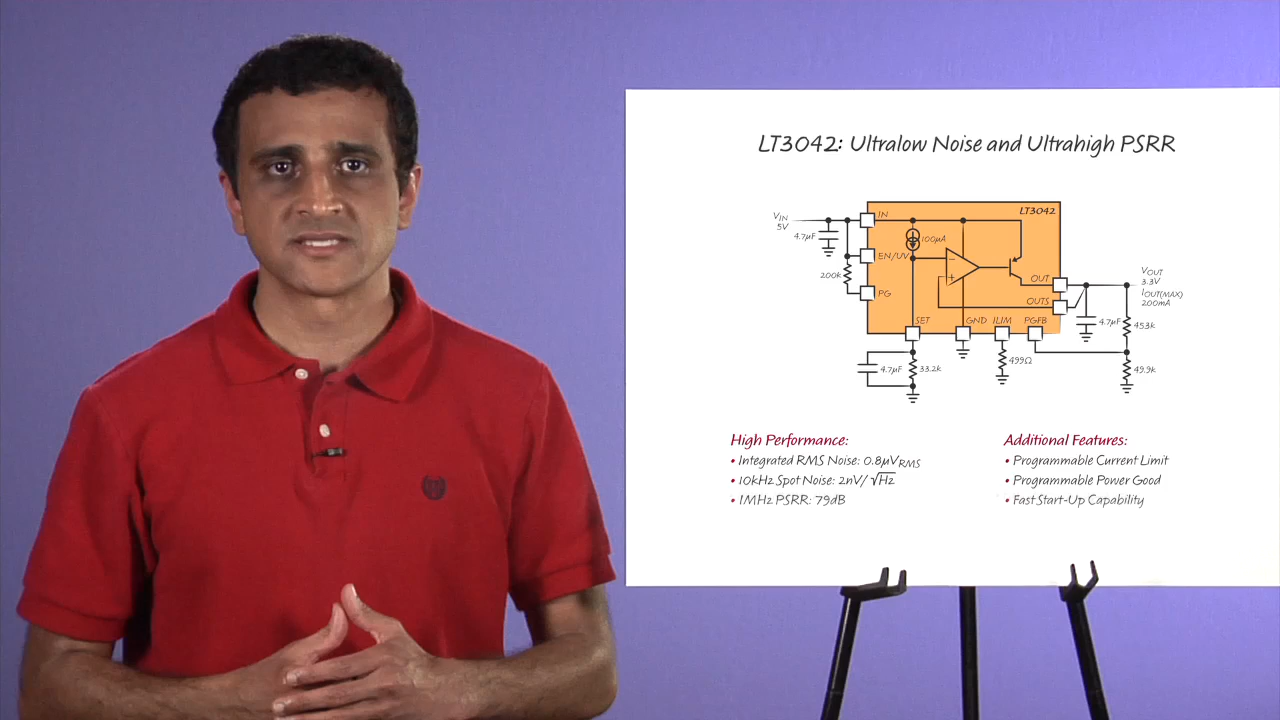 LT3042: Ultralow Noise and Ultrahigh PSRR
LT3042
IN
VIN
5V
4.7µF
100µA
EN/UV
200k
PG
OUT
OUTS
VOUT
3.3V
IOUT(MAX)
200mA
4.7µF
453k
SET
GND
ILIM
PGFB
4.7µF
33.2k
499Ω
49.9k
High Performance:
• Integrated RMS Noise: 0.8µVRMS
• 10kHz Spot Noise: 2nV/√Hz
• 1MHz PSRR: 79dB
Additional Features:
• Programmable Current Limit
• Programmable Power Good
• Fast Start-Up Capability